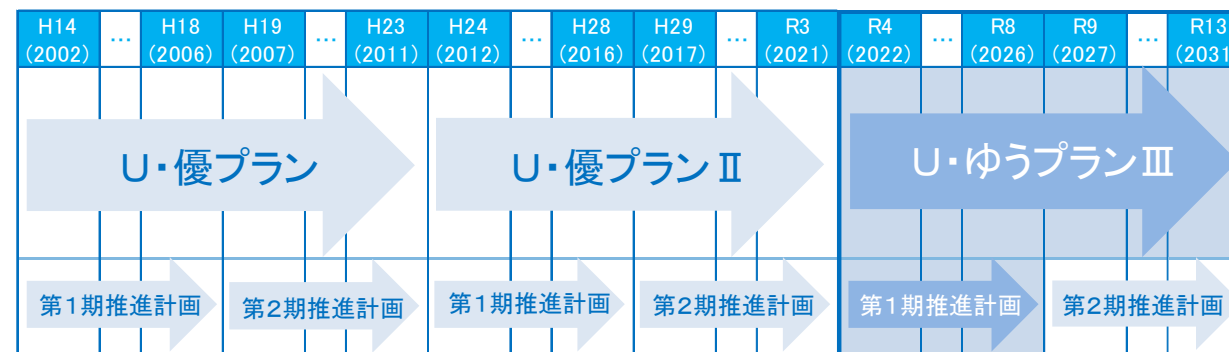 H14 … H18 H19 … H23 H24 … H28 H29 … R3 R4 … R8 R9 … R13
(2002) (2006) (2007) (2011) (2012) (2016) (2017) (2021) (2022) (2026) (2027) (2031
U・優プラン U・優プランⅡ U・ゆうプランⅢ
第1期推進計画 第2期推進計画 第1期推進計画 第2期推進計画 第1期推進計画 第2期推進計画